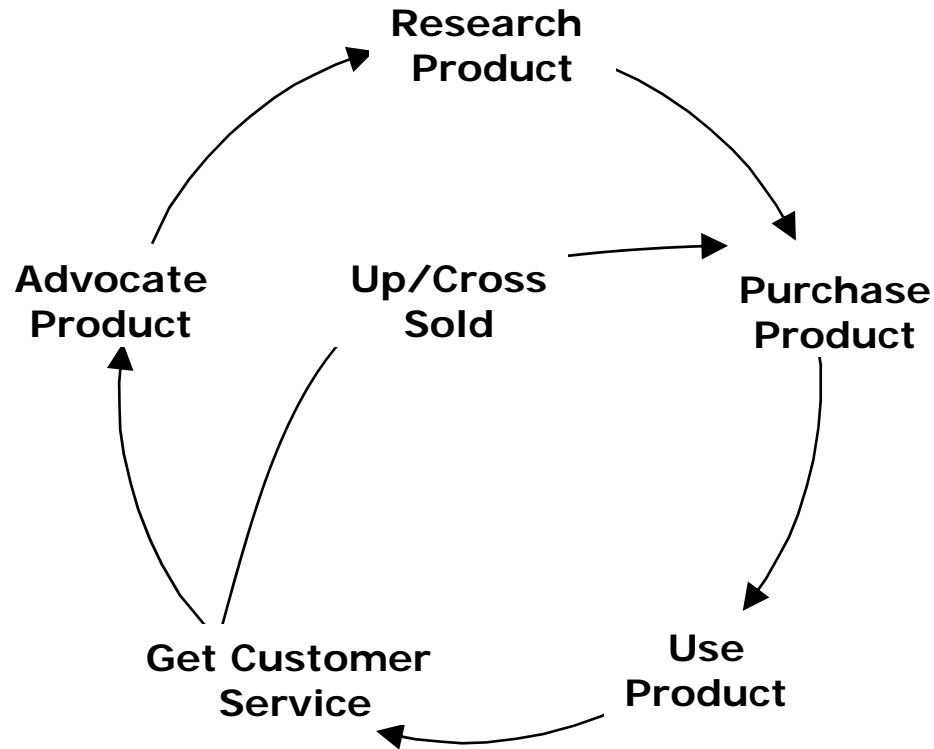 Research
Product
Advocate
Product
Up/Cross
Sold
Purchase
Product
Get Customer
Service
Use
Product